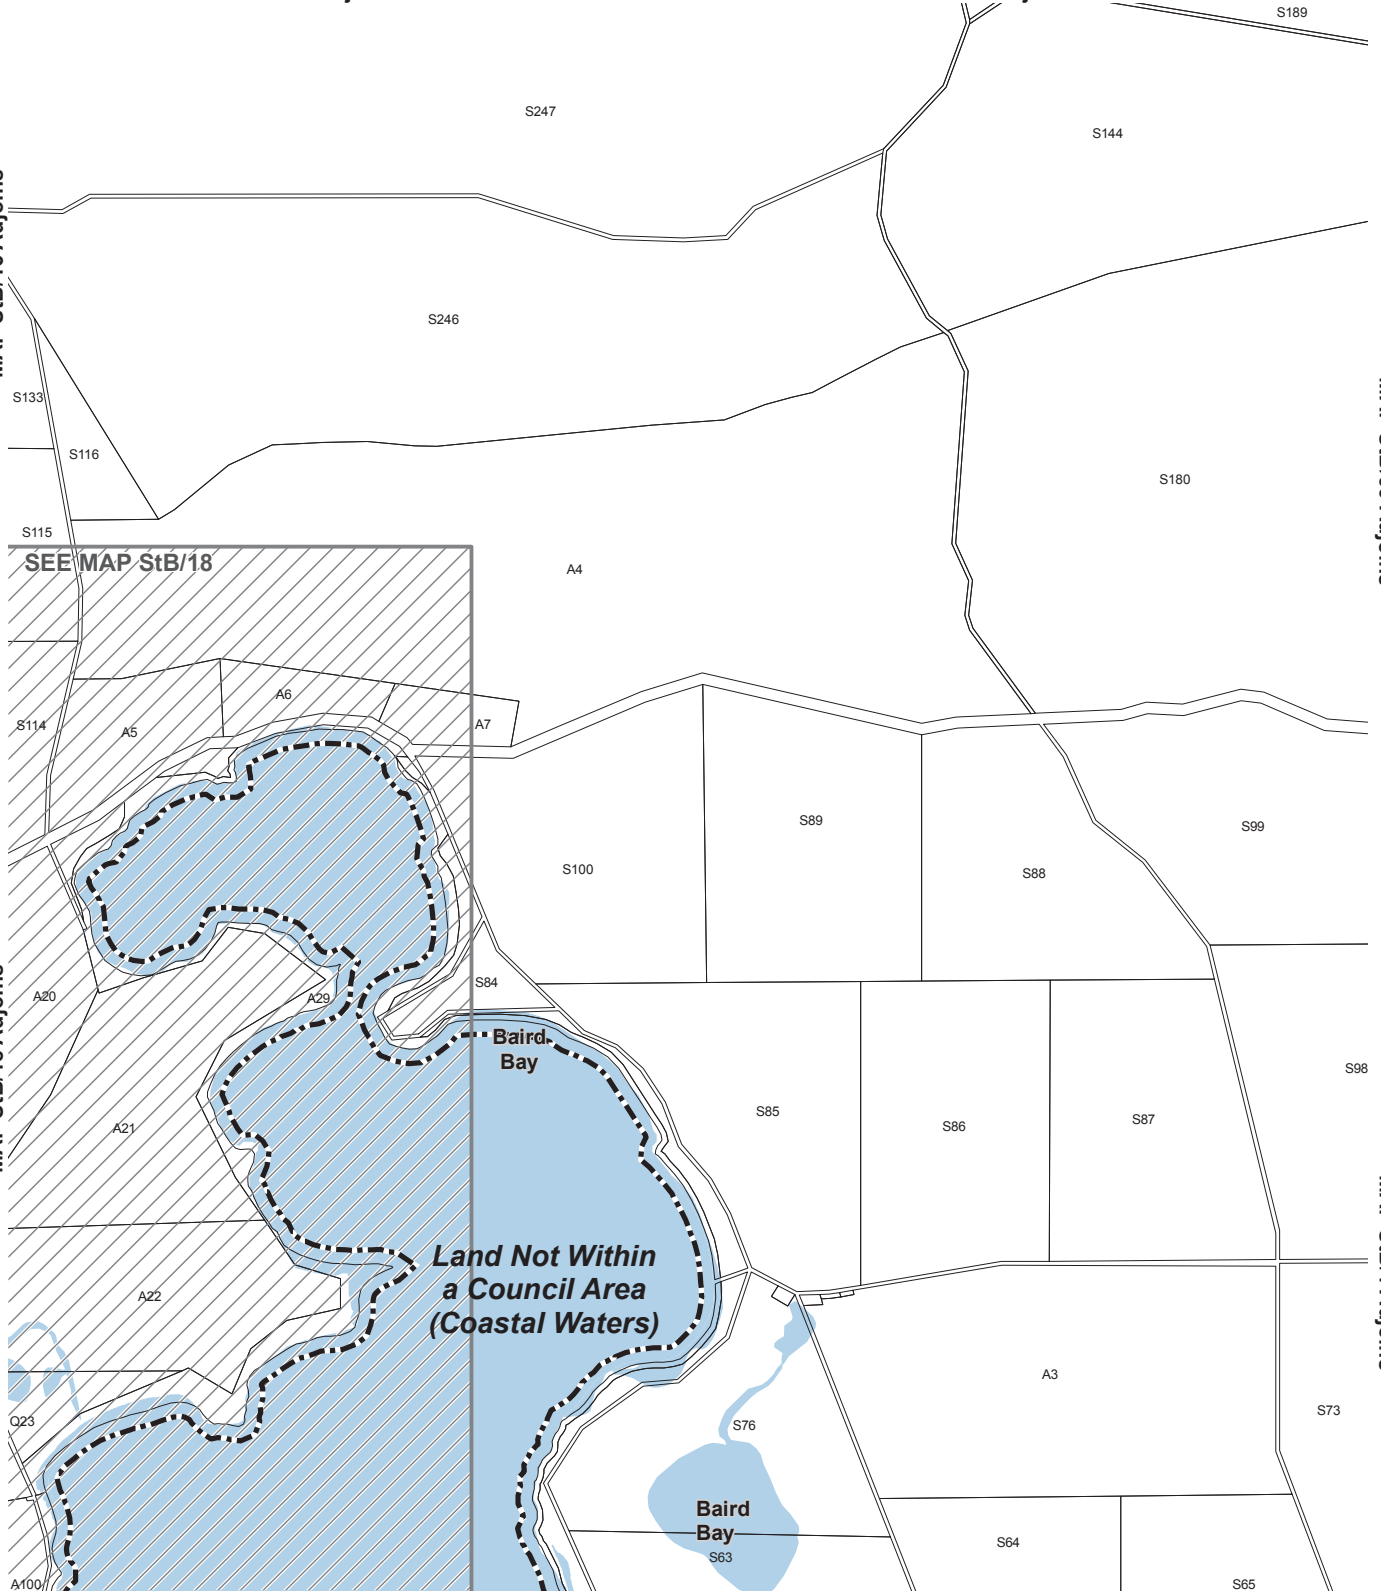 S189
S247
S144
S246
S133
S116
S180
S115
SEE MAP StB/18
A4
A6
S114
A5
A7
S89
S99
S100
S88
S84
A20
A29
Baird
Bay
S98
S85
S86
S87
A21
Land Not Within
a Council Area
(Coastal Waters)
A22
A3
S73
Q23
S76
Baird
Bay
S64
S63
A100
S65